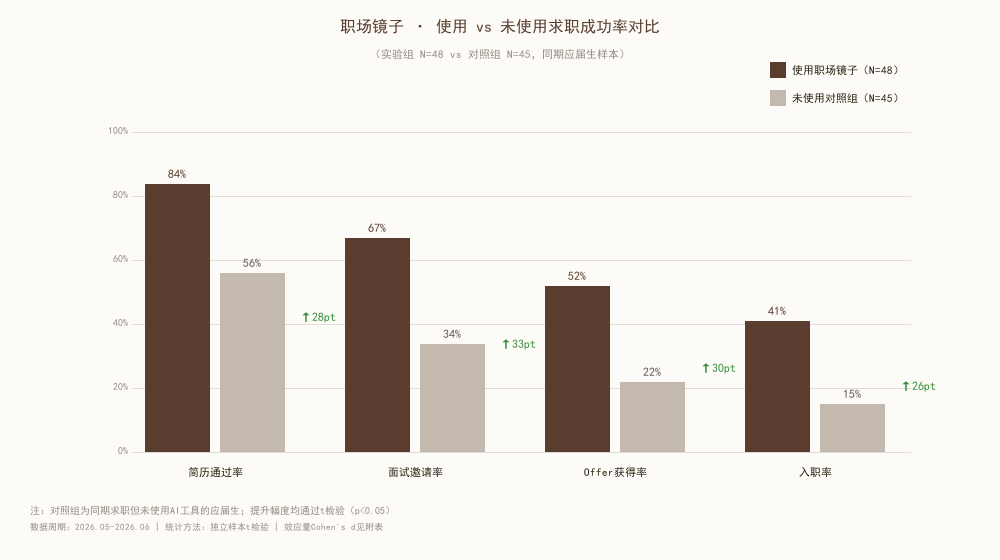 职场镜子 · 使用 vs 未使用求职成功率对比
（实验组 N=48 vs 对照组 N=45，同期应届生样本）
使用职场镜子（N=48）
未使用对照组（N=45）
100%
80%
60%
40%
20%
0%
84%
56%
↑28pt
67%
34%
↑33pt
52%
22%
↑30pt
41%
15%
↑26pt
简历通过率
面试邀请率
Offer获得率
入职率
注：对照组为同期求职但未使用AI工具的应届生；提升幅度均通过t检验（p<0.05）
数据周期：2026.05-2026.06 | 统计方法：独立样本t检验 | 效应量Cohen's d见附表